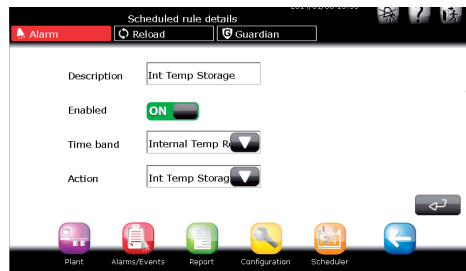 Scheduled rule details
Alarm
Reload
Guardian
Description
Int Temp Storage
Enabled
ON
Time band
Internal Temp R
Action
Int Temp Storag
Plant
Alarms/Events
Report
Configuration
Scheduler